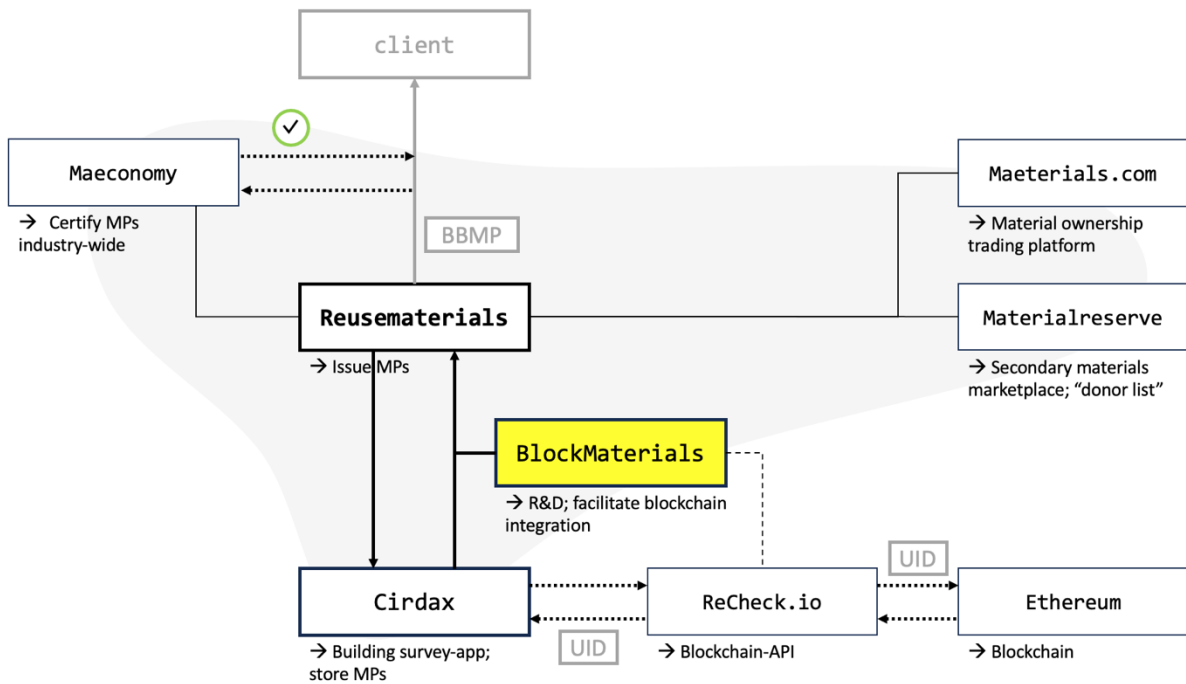 client
Maeconomy
→ Certify MPs
industry-wide
BBMP
Maeterials.com
→ Material ownership
trading platform
Reusematerials
→ Issue MPs
Materialreserve
→ Secondary materials
marketplace; “donor list”
BlockMaterials
→ R&D; facilitate blockchain
integration
Cirdax
→ Building survey-app;
store MPs
UID
ReCheck.io
→ Blockchain-API
UID
Ethereum
→ Blockchain